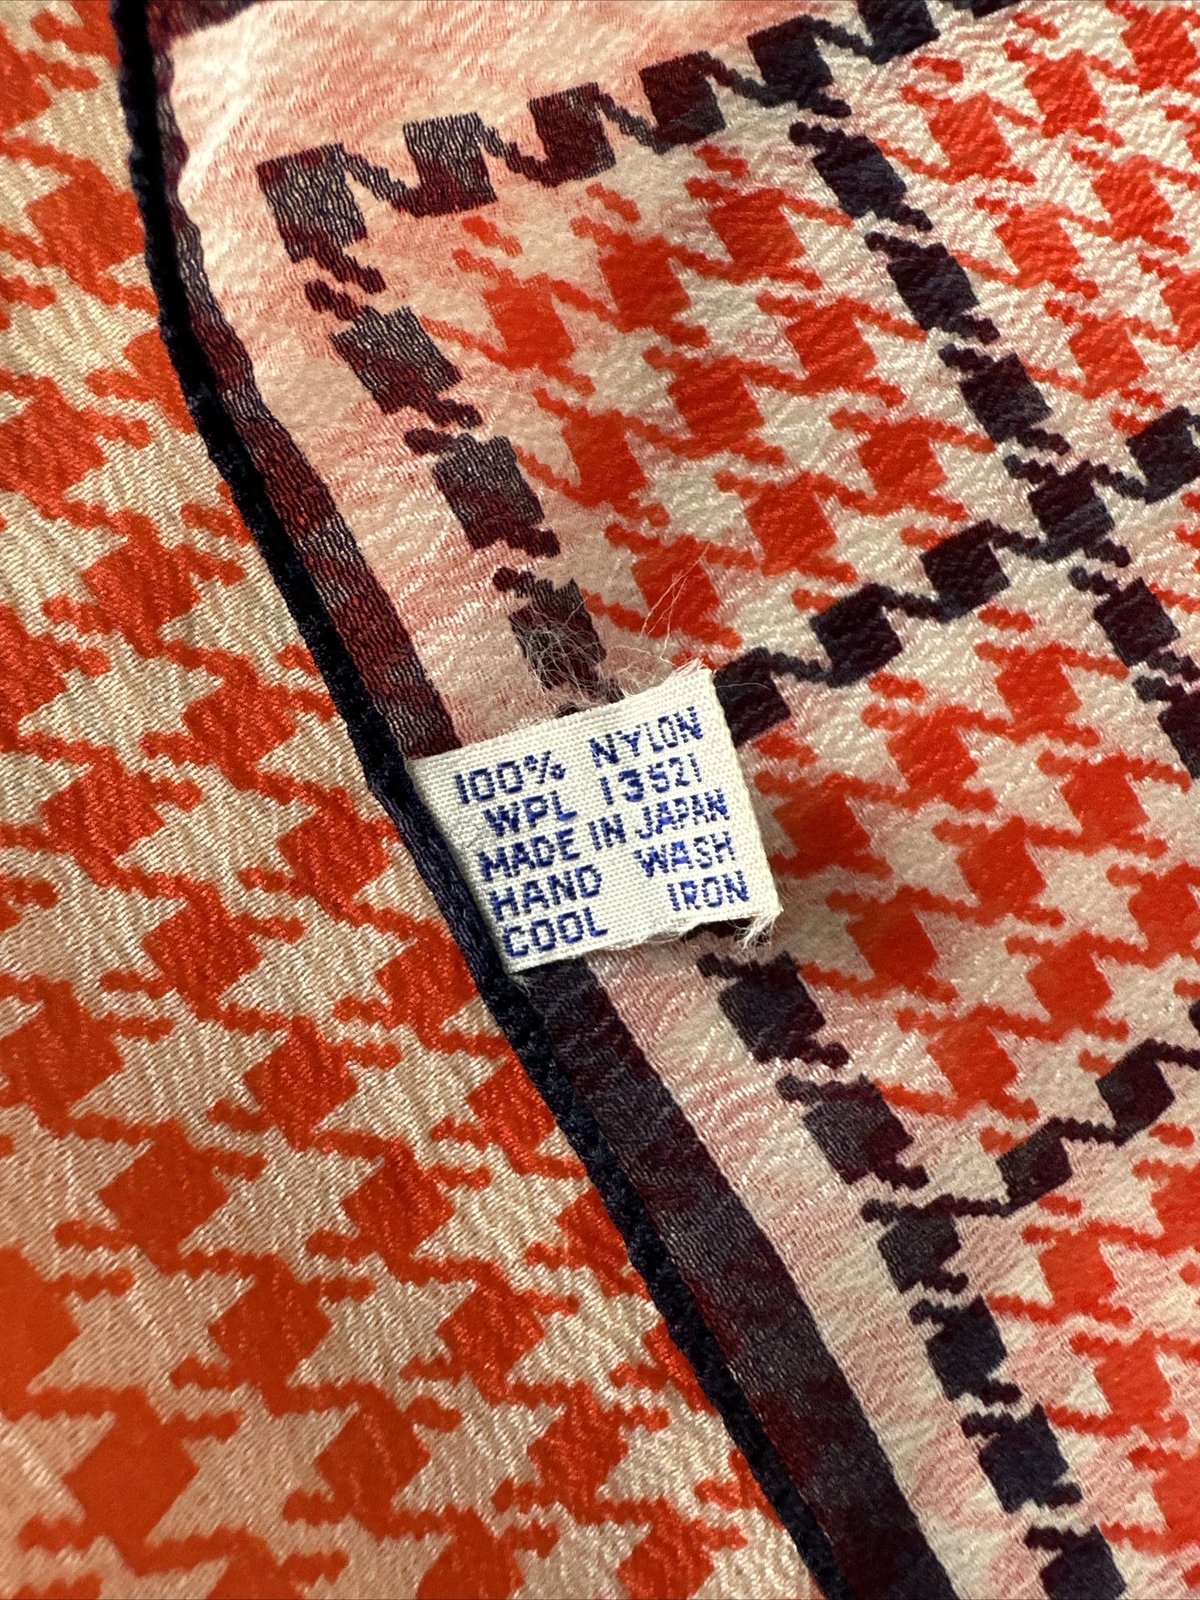 100% NYLON
WPL 13521
MADE IN JAPAN
HAND WASH
COOL IRON